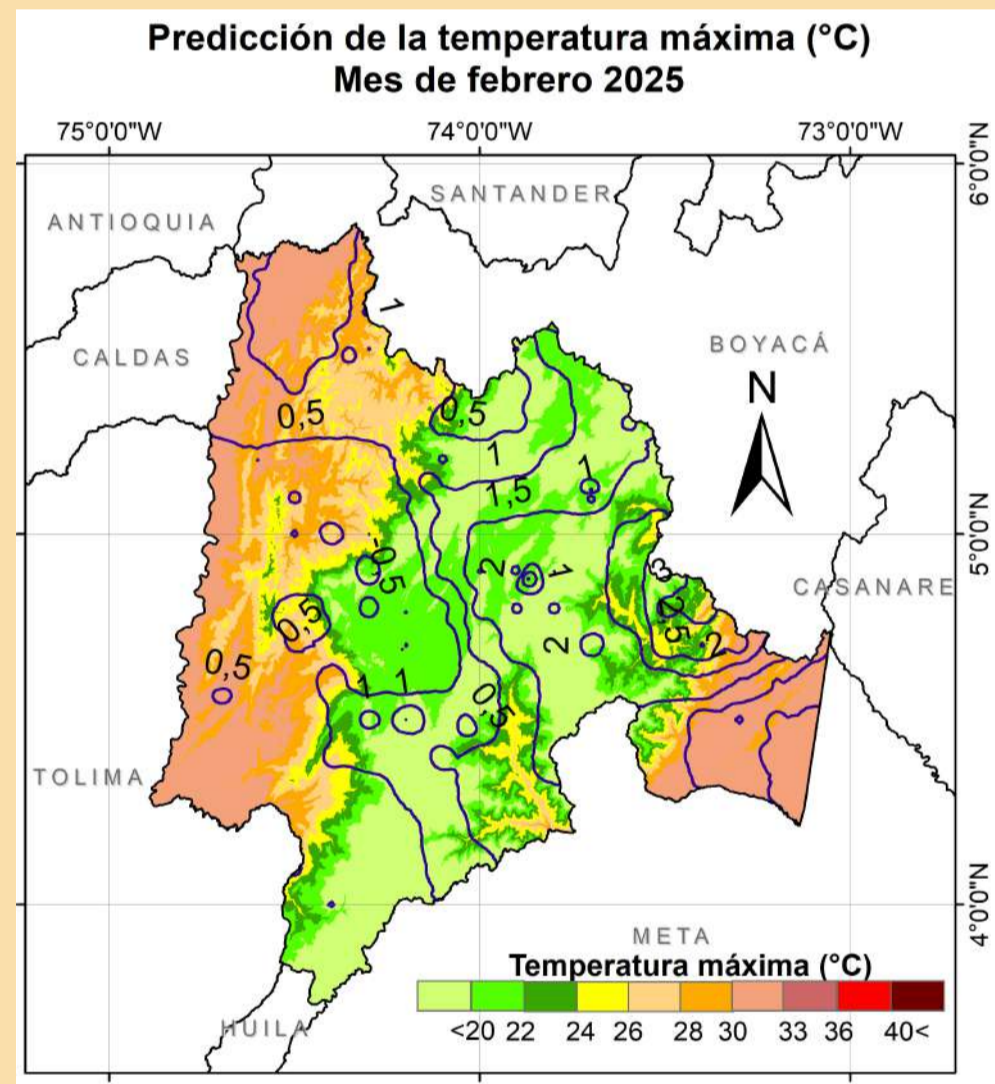 Predicción de la temperatura máxima (°C)
Mes de febrero 2025
75°0'0"W 74°0'0"W 73°0'0"W
6°0'0"N
SANTANDER
ANTIOQUIA
1
BOYACÁ
CALDAS
N
0,5 0,5
1 1
1,5
5°0'0"N
-0,5 2 1 3
CASANARE
0,5 2,5
2 2
0,5
1 1 -0,5
TOLIMA
4°0'0"N
META
Temperatura máxima (°C)
<20 22 24 26 28 30 33 36 40<
HUILA